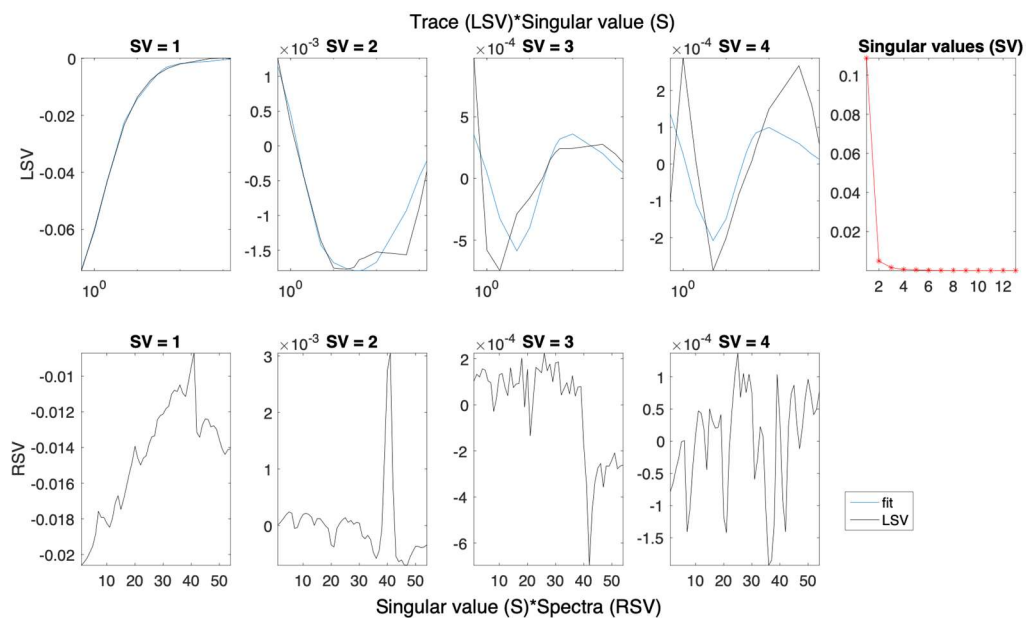 Trace (LSV)*Singular value (S)
SV = 1
×10⁻³ SV = 2
×10⁻⁴ SV = 3
×10⁻⁴ SV = 4
Singular values (SV)
LSV
0
-0.02
-0.04
-0.06
10⁰
1
0.5
0
-0.5
-1
-1.5
10⁰
5
0
-5
10⁰
2
1
0
-1
-2
10⁰
0.1
0.08
0.06
0.04
0.02
2 4 6 8 10 12
SV = 1
×10⁻³ SV = 2
×10⁻⁴ SV = 3
×10⁻⁴ SV = 4
RSV
-0.01
-0.012
-0.014
-0.016
-0.018
-0.02
10 20 30 40 50
3
2
1
0
10 20 30 40 50
2
0
-2
-4
-6
10 20 30 40 50
1
0.5
0
-0.5
-1
-1.5
10 20 30 40 50
fit
LSV
Singular value (S)*Spectra (RSV)